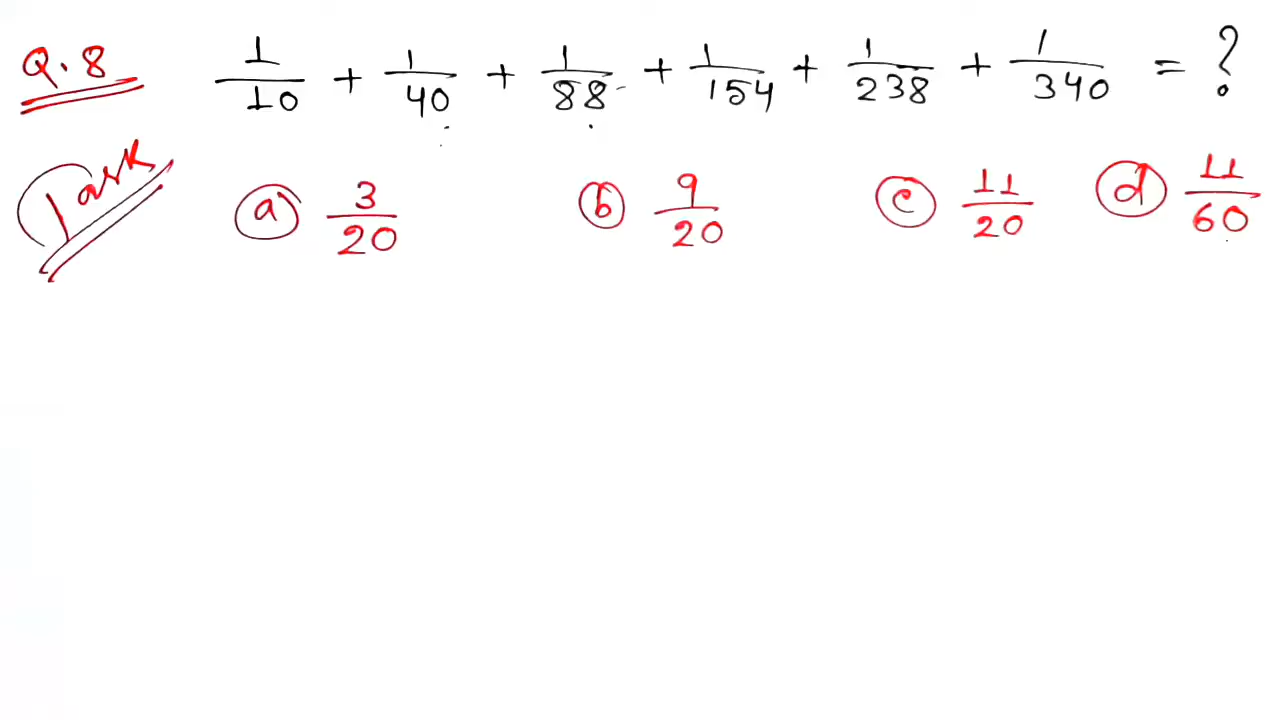 Q.8 1/10 + 1/40 + 1/88 + 1/154 + 1/238 + 1/340 = ?
Task (a) 3/20 (b) 9/20 (c) 11/20 (d) 11/60